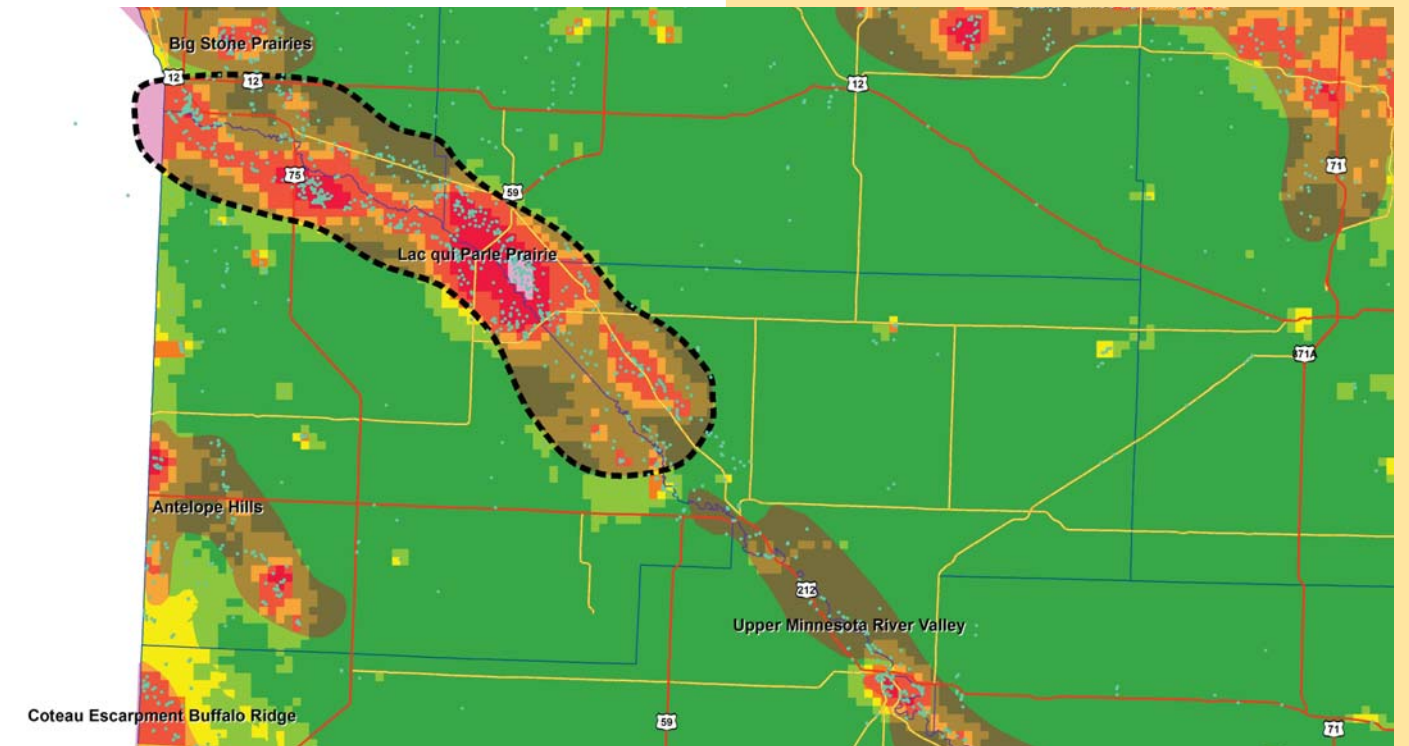 Big Stone Prairies
12
12
12
71
75
59
Lac qui Parle Prairie
371A
Antelope Hills
212
Upper Minnesota River Valley
Coteau Escarpment Buffalo Ridge
59
71